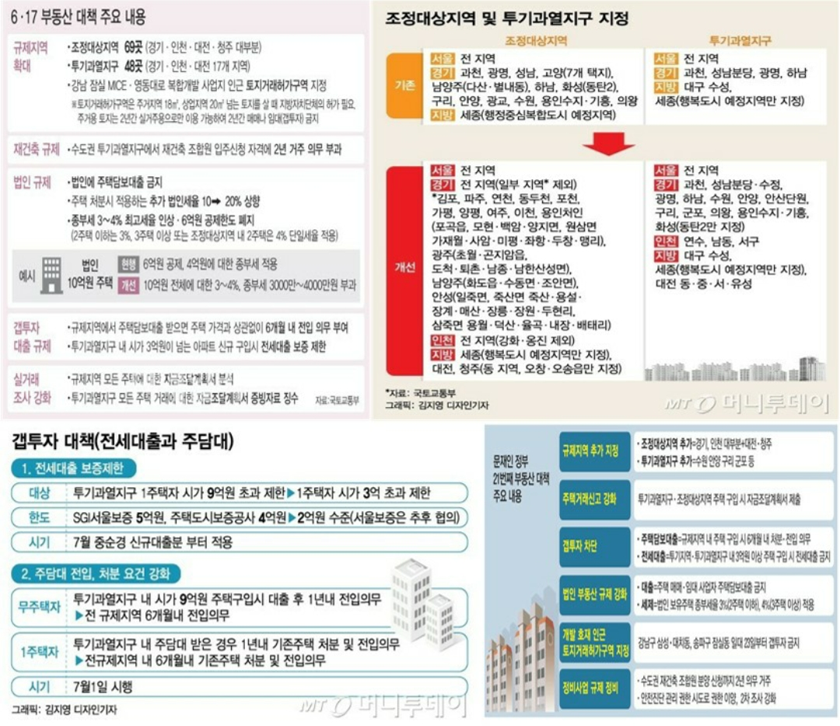 6·17 부동산 대책 주요 내용
규제지역
확대
• 조정대상지역 69곳 (경기·인천·대전·청주 대부분)
• 투기과열지구 48곳 (경기·인천·대전 17개 지역)
• 강남 잠실 MICE·영동대로 복합개발 사업지 인근 토지거래허가구역 지정
※토지거래허가구역은 주거지역 18㎡, 상업지역 20㎡ 넘는 토지를 살 때 지방자치단체의 허가 필요.
주거용 토지는 2년간 실거주용으로만 이용 가능하여 2년간 매매나 임대(갭투자) 금지
재건축 규제
• 수도권 투기과열지구에서 재건축 조합원 입주신청 자격에 2년 거주 의무 부과
법인 규제
• 법인에 주택담보대출 금지
• 주택 처분시 적용하는 추가 법인세율 10➡ 20% 상향
• 종부세 3~4% 최고세율 인상·6억원 공제한도 폐지
(2주택 이하는 3%, 3주택 이상 또는 조정대상지역 내 2주택은 4% 단일세율 적용)
예시
법인
10억원 주택
현행 6억원 공제, 4억원에 대한 종부세 적용
개선 10억원 전체에 대한 3~4%, 종부세 3000만~4000만원 부과
갭투자
대출 규제
• 규제지역에서 주택담보대출 받으면 주택 가격과 상관없이 6개월 내 전입 의무 부여
• 투기과열지구 내 시가 3억원이 넘는 아파트 신규 구입시 전세대출 보증 제한
실거래
조사 강화
• 규제지역 모든 주택에 대한 자금조달계획서 분석
• 투기과열지구 모든 주택 거래에 대한 자금조달계획서 증빙자료 징수
자료: 국토교통부
조정대상지역 및 투기과열지구 지정
조정대상지역
투기과열지구
기존
서울 전 지역
경기 과천, 광명, 성남, 고양(7개 택지),
남양주(다산·별내동), 하남, 화성(동탄2),
구리, 안양, 광교, 수원, 용인수지·기흥, 의왕
지방 세종(행정중심복합도시 예정지역)
서울 전 지역
경기 과천, 성남분당, 광명, 하남
지방 대구 수성,
세종(행복도시 예정지역만 지정)
개선
서울 전 지역
경기 전 지역(일부 지역* 제외)
*김포, 파주, 연천, 동두천, 포천,
가평, 양평, 여주, 이천, 용인처인
(포곡읍, 모현·백암·양지면, 원삼면
가재월·사암·미평·좌항·두창·맹리),
광주(초월·곤지암읍,
도척·퇴촌·남종·남한산성면),
남양주(화도읍·수동면·조안면),
안성(일죽면, 죽산면 죽산·용설·
장계·매산·장릉·장원·두현리,
삼죽면 용월·덕산·율곡·내장·배태리)
인천 전 지역(강화·옹진 제외)
지방 세종(행복도시 예정지역만 지정),
대전, 청주(동 지역, 오창·오송읍만 지정)
서울 전 지역
경기 과천, 성남분당·수정,
광명, 하남, 수원, 안양, 안산단원,
구리, 군포, 의왕, 용인수지·기흥,
화성(동탄2만 지정)
인천 연수, 남동, 서구
지방 대구 수성,
세종(행복도시 예정지역만 지정),
대전 동·중·서·유성
*자료: 국토교통부
그래픽: 김지영 디자인기자
MT 머니투데이
갭투자 대책(전세대출과 주담대)
1. 전세대출 보증제한
대상 투기과열지구 1주택자 시가 9억원 초과 제한▶1주택자 시가 3억 초과 제한
한도 SGI서울보증 5억원, 주택도시보증공사 4억원▶2억원 수준(서울보증은 추후 협의)
시기 7월 중순경 신규대출분 부터 적용
2. 주담대 전입, 처분 요건 강화
무주택자
투기과열지구 내 시가 9억원 주택구입시 대출 후 1년내 전입의무
▶전 규제지역 6개월내 전입의무
1주택자
투기과열지구 내 주담대 받은 경우 1년내 기존주택 처분 및 전입의무
▶전규제지역 내 6개월내 기존주택 처분 및 전입의무
시기 7월1일 시행
그래픽: 김지영 디자인기자
MT 머니투데이
문재인 정부
21번째 부동산 대책
주요 내용
규제지역 추가 지정
• 조정대상지역 추가=경기, 인천 대부분+대전·청주
• 투기과열지구 추가=수원 안양 구리 군포 등
주택거래신고 강화
투기과열지구·조정대상지역 주택 구입 시 자금조달계획서 제출
갭투자 차단
• 주택담보대출=규제지역 내 주택 구입 시 6개월 내 처분·전입 의무
• 전세대출=투기지역·투기과열지구 내 3억원 이상 주택 구입 시 전세대출 금지
법인 부동산 규제 강화
• 대출=주택 매매·임대 사업자 주택담보대출 금지
• 세제=법인 보유주택 종부세율 3%(2주택 이하), 4%(3주택 이상) 적용
개발 호재 인근
토지거래허가구역 지정
강남구 삼성·대치동, 송파구 잠실동 일대 23일부터 갭투자 금지
정비사업 규제 정비
• 수도권 재건축 조합원 분양 신청까지 2년 의무 거주
• 안전진단 관리 권한 시도로 권한 이양, 2차 조사 강화